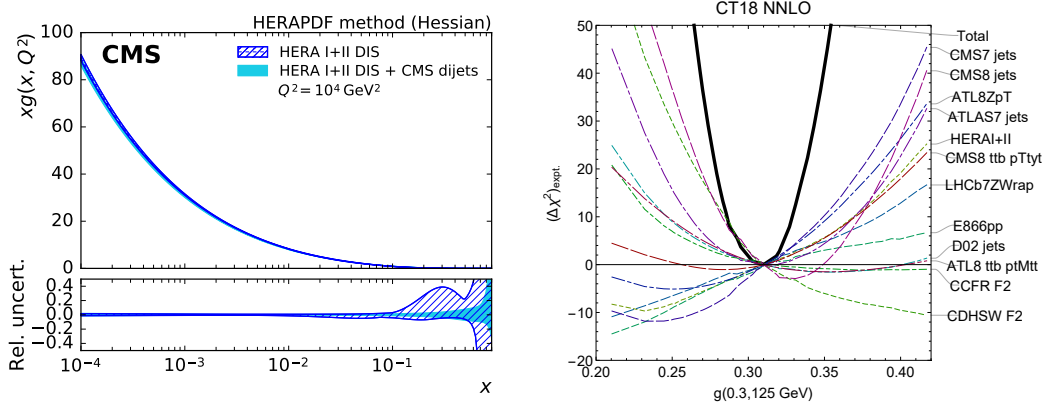 HERAPDF method (Hessian)
CMS
HERA I+II DIS
HERA I+II DIS + CMS dijets
Q² = 10⁴ GeV²
xg(x, Q²)
100
80
60
40
20
0
Rel. uncert.
0.4
0.2
0.0
−0.2
−0.4
10⁻⁴
10⁻³
10⁻²
10⁻¹
x
CT18 NNLO
(Δχ²)expt.
50
40
30
20
10
0
−10
−20
0.20
0.25
0.30
0.35
0.40
g(0.3,125 GeV)
Total
CMS7 jets
CMS8 jets
ATL8ZpT
ATLAS7 jets
HERAI+II
CMS8 ttb pTtyt
LHCb7ZWrap
E866pp
D02 jets
ATL8 ttb ptMtt
CCFR F2
CDHSW F2